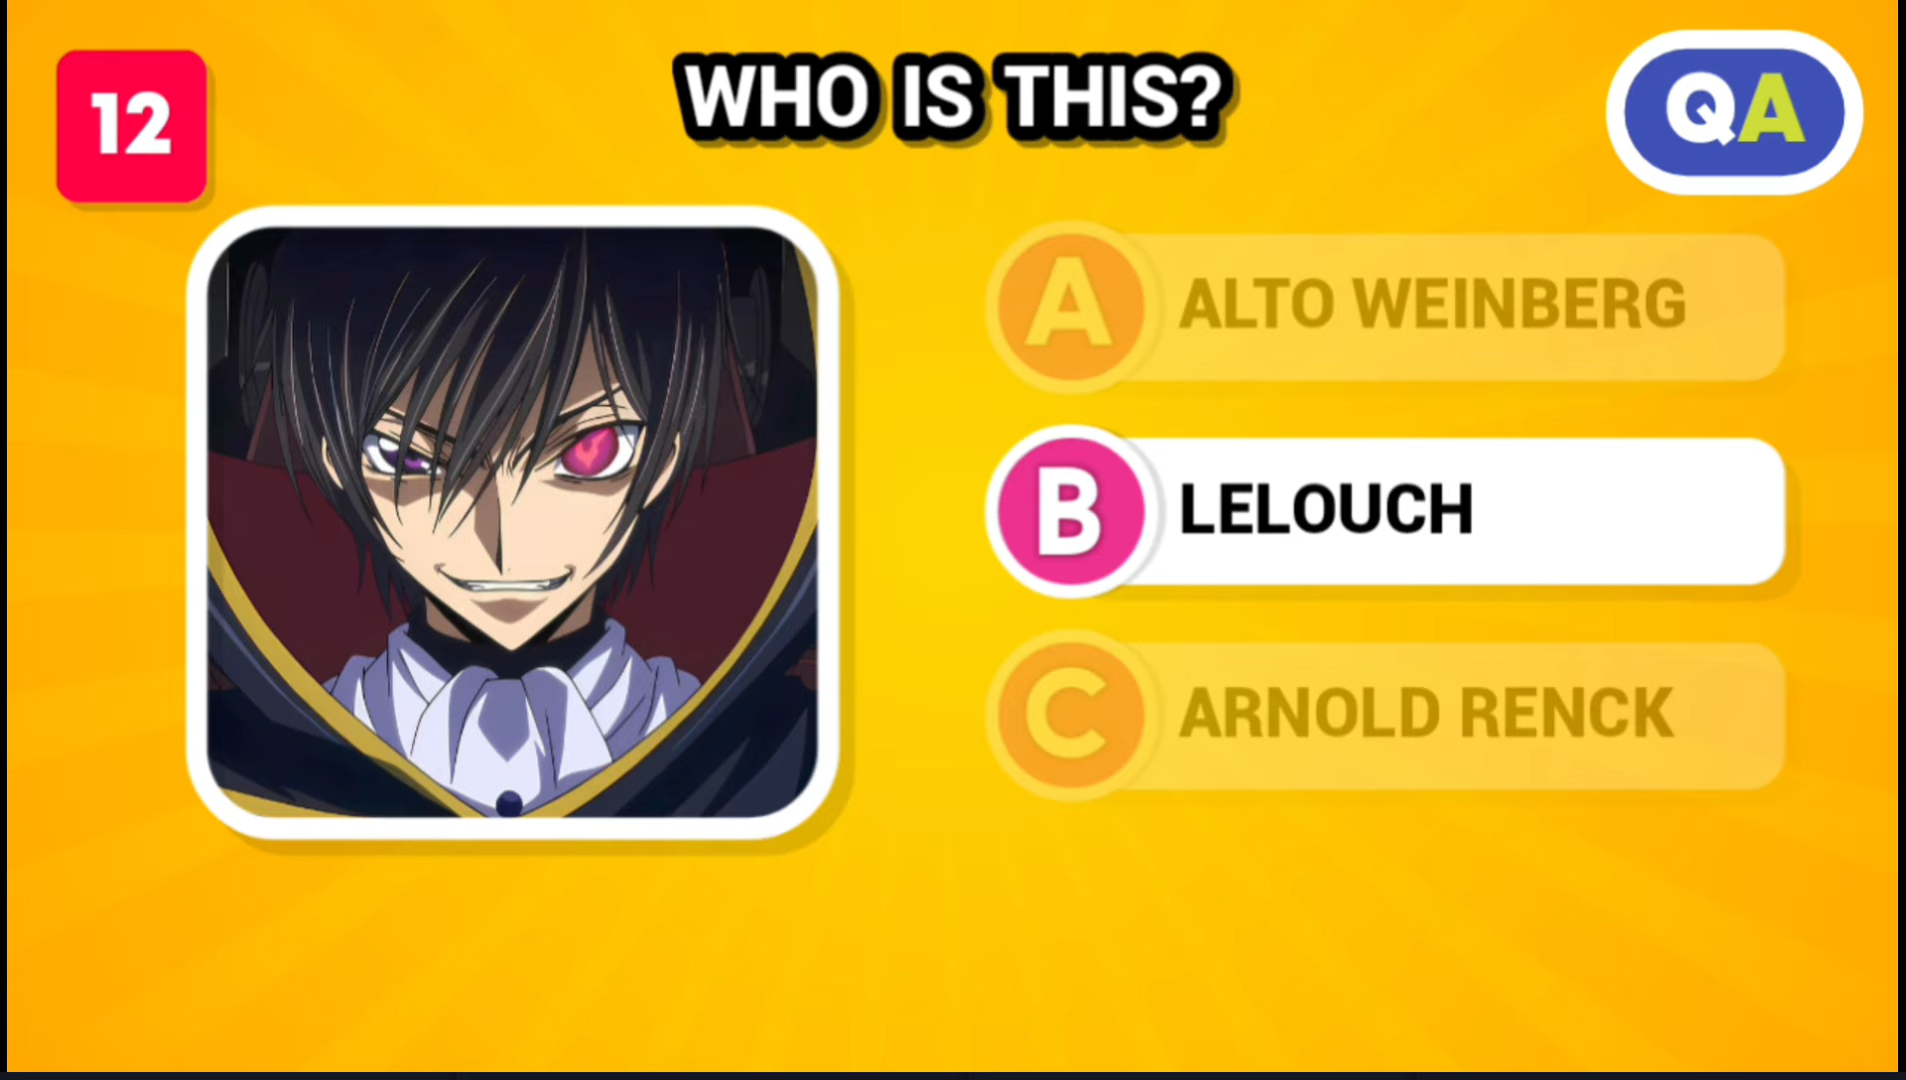 12
WHO IS THIS?
QA
A ALTO WEINBERG
B LELOUCH
C ARNOLD RENCK